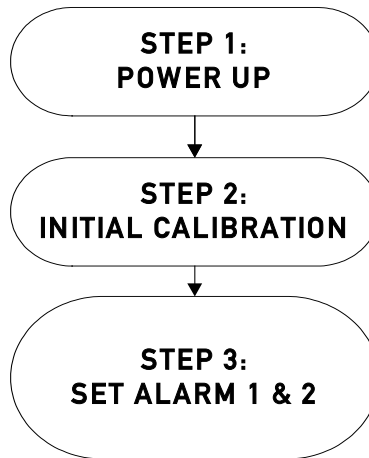 STEP 1:
POWER UP
STEP 2:
INITIAL CALIBRATION
STEP 3:
SET ALARM 1 & 2